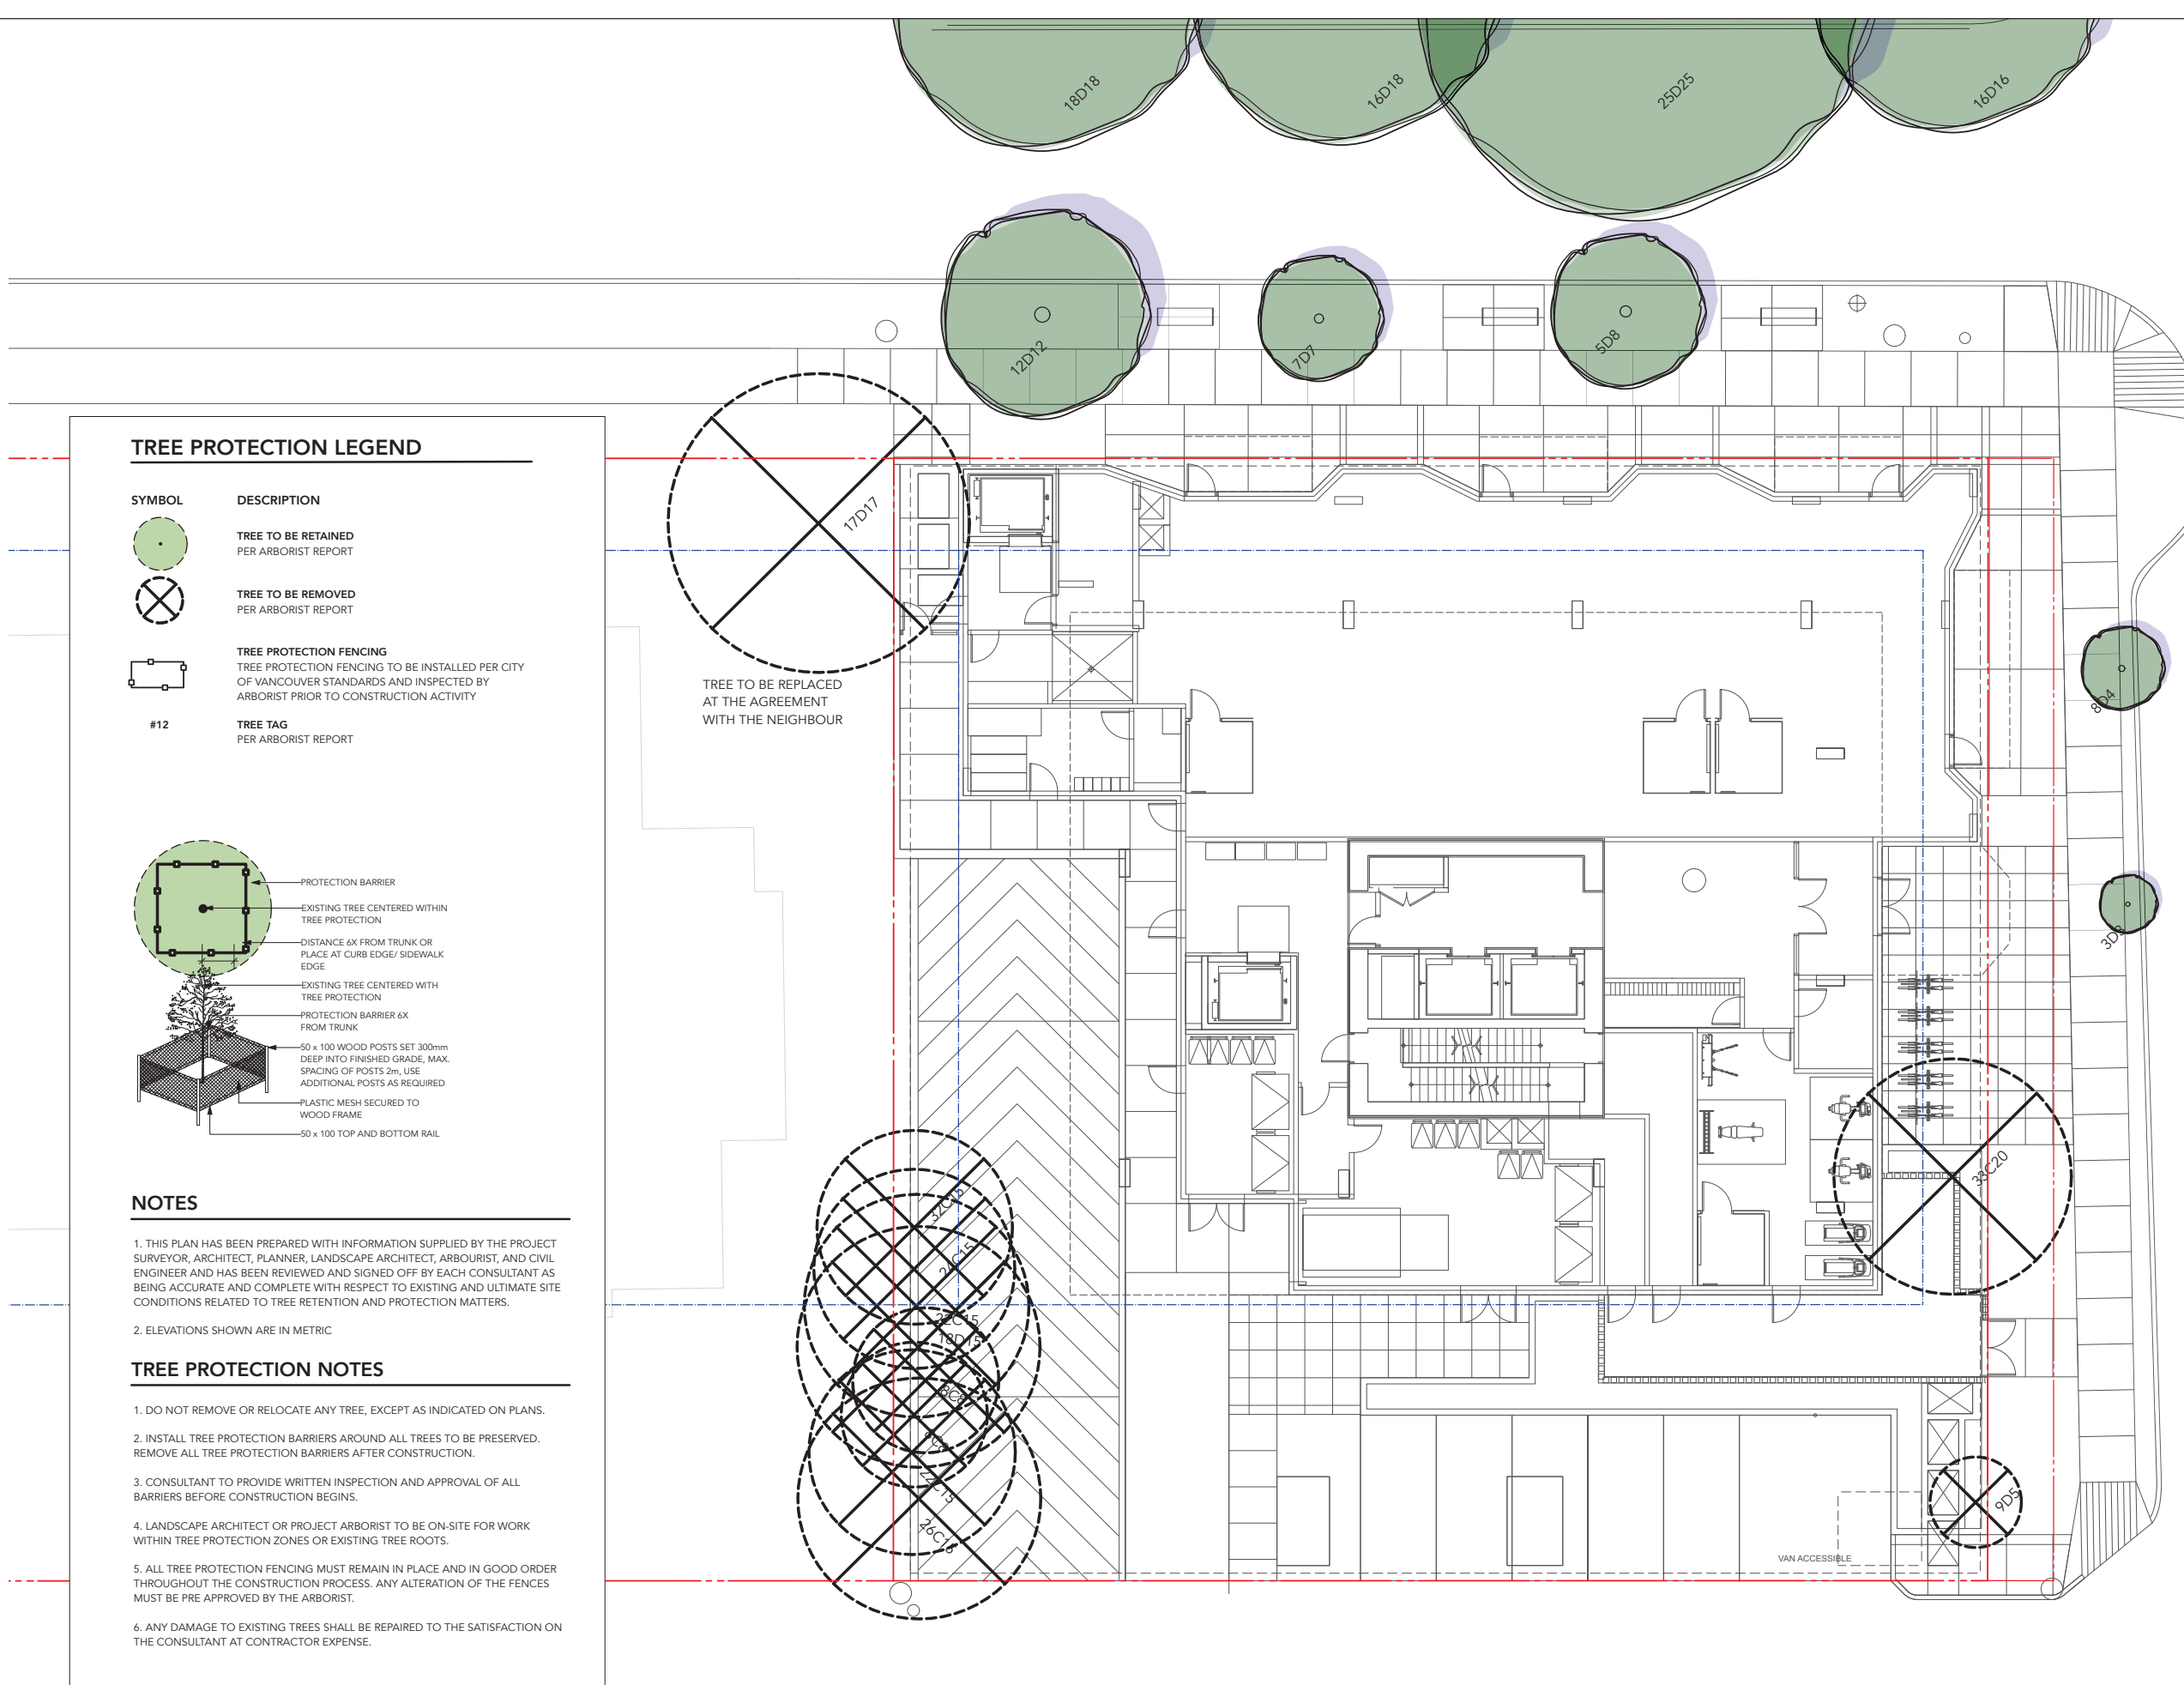 18D18
16D18
25D25
16D16
12D12
7D7
5D8
17D17
TREE TO BE REPLACED
AT THE AGREEMENT
WITH THE NEIGHBOUR
8D4
3D3
33C20
24C15
22C15
18D15
26C15
9D5
VAN ACCESSIBLE
TREE PROTECTION LEGEND
SYMBOL DESCRIPTION
TREE TO BE RETAINED
PER ARBORIST REPORT
TREE TO BE REMOVED
PER ARBORIST REPORT
TREE PROTECTION FENCING
TREE PROTECTION FENCING TO BE INSTALLED PER CITY
OF VANCOUVER STANDARDS AND INSPECTED BY
ARBORIST PRIOR TO CONSTRUCTION ACTIVITY
#12 TREE TAG
PER ARBORIST REPORT
PROTECTION BARRIER
EXISTING TREE CENTERED WITHIN
TREE PROTECTION
DISTANCE 6X FROM TRUNK OR
PLACE AT CURB EDGE/ SIDEWALK
EDGE
EXISTING TREE CENTERED WITH
TREE PROTECTION
PROTECTION BARRIER 6X
FROM TRUNK
50 x 100 WOOD POSTS SET 300mm
DEEP INTO FINISHED GRADE, MAX.
SPACING OF POSTS 2m, USE
ADDITIONAL POSTS AS REQUIRED
PLASTIC MESH SECURED TO
WOOD FRAME
50 x 100 TOP AND BOTTOM RAIL
NOTES
1. THIS PLAN HAS BEEN PREPARED WITH INFORMATION SUPPLIED BY THE PROJECT
SURVEYOR, ARCHITECT, PLANNER, LANDSCAPE ARCHITECT, ARBOURIST, AND CIVIL
ENGINEER AND HAS BEEN REVIEWED AND SIGNED OFF BY EACH CONSULTANT AS
BEING ACCURATE AND COMPLETE WITH RESPECT TO EXISTING AND ULTIMATE SITE
CONDITIONS RELATED TO TREE RETENTION AND PROTECTION MATTERS.
2. ELEVATIONS SHOWN ARE IN METRIC
TREE PROTECTION NOTES
1. DO NOT REMOVE OR RELOCATE ANY TREE, EXCEPT AS INDICATED ON PLANS.
2. INSTALL TREE PROTECTION BARRIERS AROUND ALL TREES TO BE PRESERVED.
REMOVE ALL TREE PROTECTION BARRIERS AFTER CONSTRUCTION.
3. CONSULTANT TO PROVIDE WRITTEN INSPECTION AND APPROVAL OF ALL
BARRIERS BEFORE CONSTRUCTION BEGINS.
4. LANDSCAPE ARCHITECT OR PROJECT ARBORIST TO BE ON-SITE FOR WORK
WITHIN TREE PROTECTION ZONES OR EXISTING TREE ROOTS.
5. ALL TREE PROTECTION FENCING MUST REMAIN IN PLACE AND IN GOOD ORDER
THROUGHOUT THE CONSTRUCTION PROCESS. ANY ALTERATION OF THE FENCES
MUST BE PRE APPROVED BY THE ARBORIST.
6. ANY DAMAGE TO EXISTING TREES SHALL BE REPAIRED TO THE SATISFACTION ON
THE CONSULTANT AT CONTRACTOR EXPENSE.